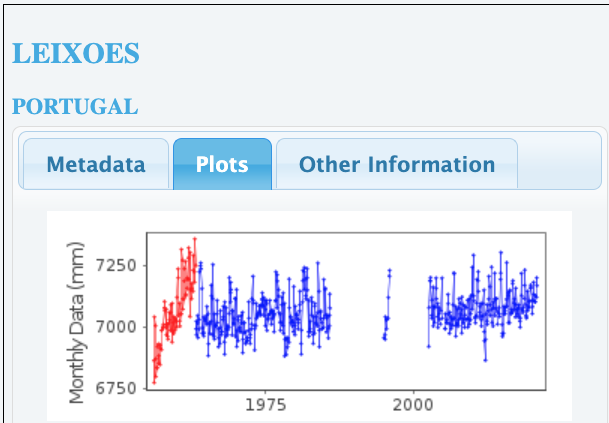 LEIXOES
PORTUGAL
Metadata Plots Other Information
Monthly Data (mm)
7250
7000
6750
1975 2000